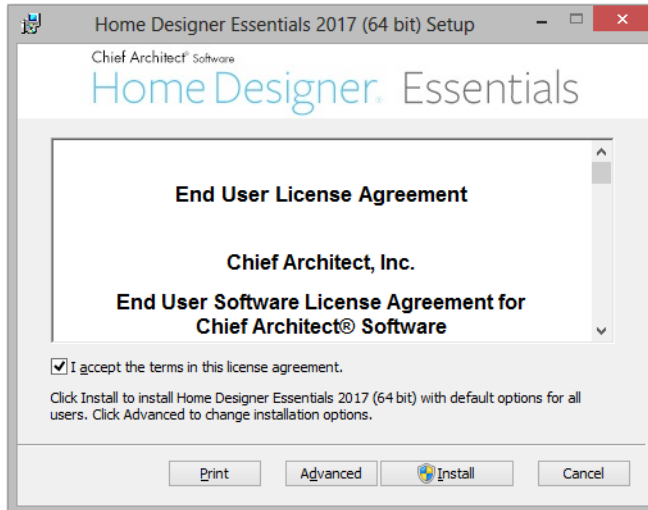 Home Designer Essentials 2017 (64 bit) Setup
Chief Architect® Software
Home Designer® Essentials
End User License Agreement
Chief Architect, Inc.
End User Software License Agreement for
Chief Architect® Software
I accept the terms in this license agreement.
Click Install to install Home Designer Essentials 2017 (64 bit) with default options for all
users. Click Advanced to change installation options.
Print Advanced Install Cancel